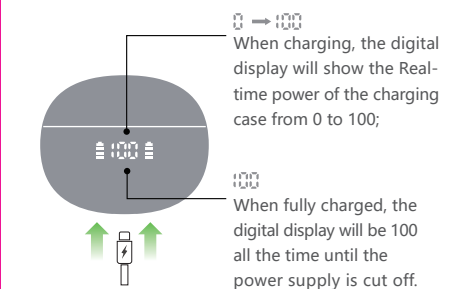 0 → 100
When charging, the digital
display will show the Real-
time power of the charging
case from 0 to 100;
100
100
When fully charged, the
digital display will be 100
all the time until the
power supply is cut off.